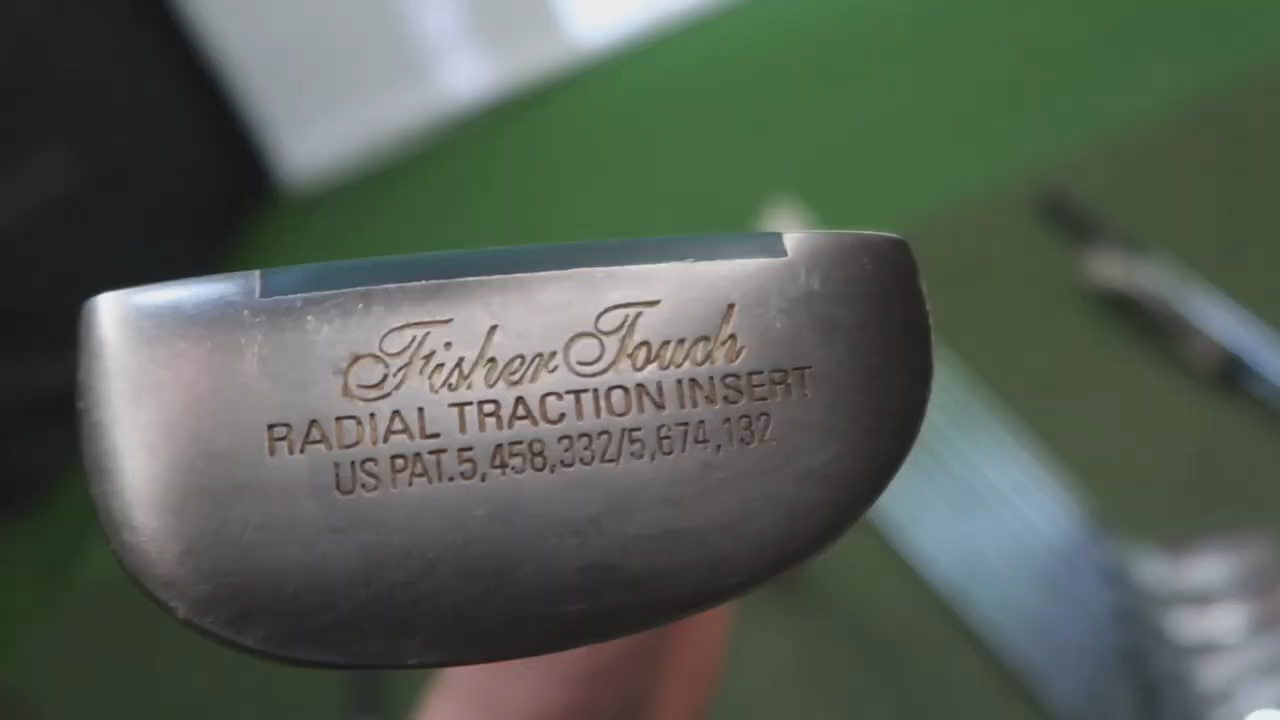 Fisher Touch
RADIAL TRACTION INSERT
US PAT.5,458,332/5,674,132